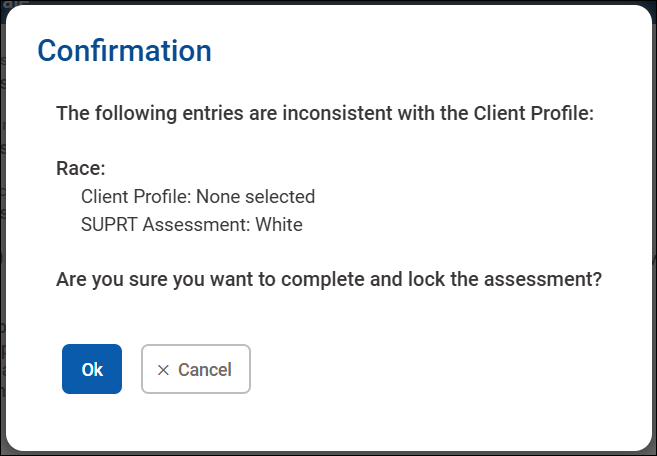 Confirmation
The following entries are inconsistent with the Client Profile:
Race:
Client Profile: None selected
SUPRT Assessment: White
Are you sure you want to complete and lock the assessment?
Ok
× Cancel